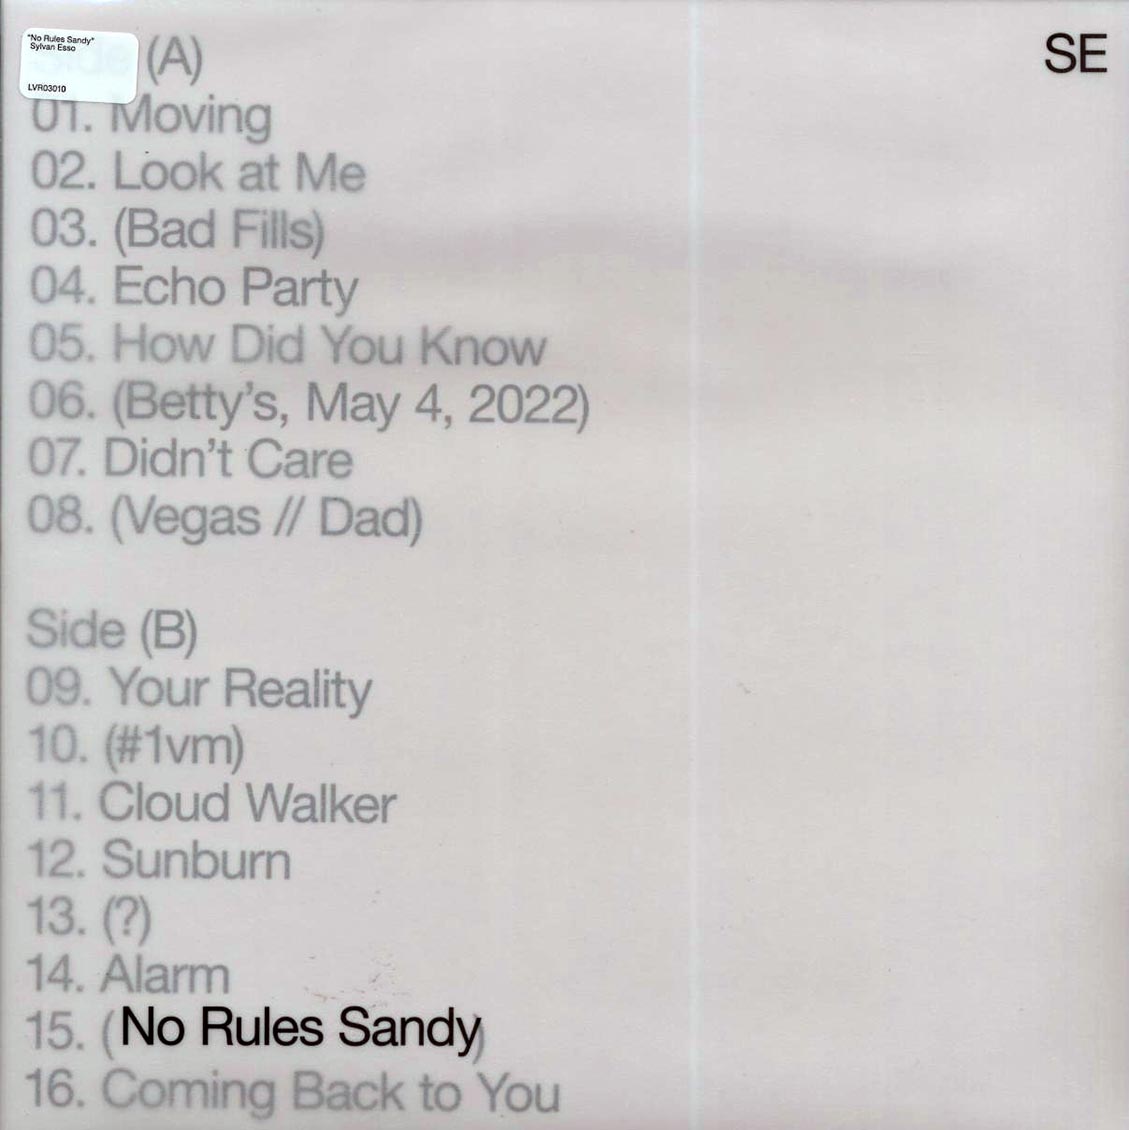 "No Rules Sandy"
Sylvan Esso
LVR03010
SE
Side (A)
01. Moving
02. Look at Me
03. (Bad Fills)
04. Echo Party
05. How Did You Know
06. (Betty's, May 4, 2022)
07. Didn't Care
08. (Vegas // Dad)
Side (B)
09. Your Reality
10. (#1vm)
11. Cloud Walker
12. Sunburn
13. (?)
14. Alarm
15. (No Rules Sandy)
16. Coming Back to You